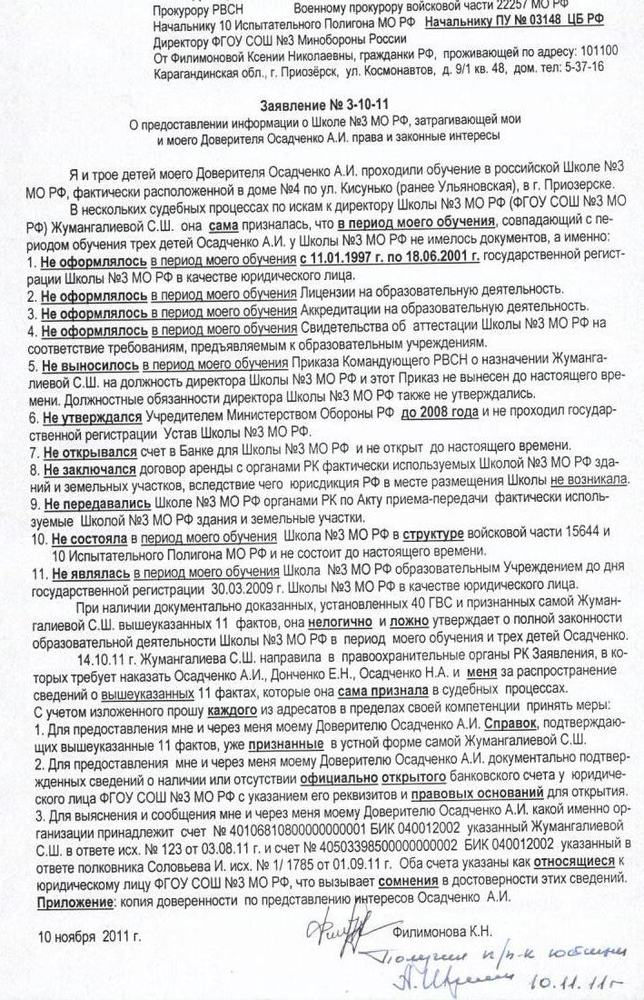 Прокурору РВСН Военному прокурору войсковой части 22257 МО РФ
Начальнику 10 Испытательного Полигона МО РФ Начальнику ПУ № 03148 ЦБ РФ
Директору ФГОУ СОШ №3 Минобороны России
От Филимоновой Ксении Николаевны, гражданки РФ, проживающей по адресу: 101100
Карагандинская обл., г. Приозёрск, ул. Космонавтов, д. 9/1 кв. 48, дом. тел: 5-37-16
Заявление № 3-10-11
О предоставлении информации о Школе №3 МО РФ, затрагивающей мои
и моего Доверителя Осадченко А.И. права и законные интересы
Я и трое детей моего Доверителя Осадченко А.И. проходили обучение в российской Школе №3
МО РФ, фактически расположенной в доме №4 по ул. Кисунько (ранее Ульяновская), в г. Приозерске.
В нескольких судебных процессах по искам к директору Школы №3 МО РФ (ФГОУ СОШ №3 МО
РФ) Жумангалиевой С.Ш. она сама призналась, что в период моего обучения, совпадающий с пе-
риодом обучения трех детей Осадченко А.И. у Школы №3 МО РФ не имелось документов, а именно:
1. Не оформлялось в период моего обучения с 11.01.1997 г. по 18.06.2001 г. государственной регист-
рации Школы №3 МО РФ в качестве юридического лица.
2. Не оформлялось в период моего обучения Лицензии на образовательную деятельность.
3. Не оформлялось в период моего обучения Аккредитации на образовательную деятельность.
4. Не оформлялось в период моего обучения Свидетельства об аттестации Школы №3 МО РФ на
соответствие требованиям, предъявляемым к образовательным учреждениям.
5. Не выносилось в период моего обучения Приказа Командующего РВСН о назначении Жуманга-
лиевой С.Ш. на должность директора Школы №3 МО РФ и этот Приказ не вынесен до настоящего вре-
мени. Должностные обязанности директора Школы №3 МО РФ также не утверждались.
6. Не утверждался Учредителем Министерством Обороны РФ до 2008 года и не проходил государ-
ственной регистрации Устав Школы №3 МО РФ.
7. Не открывался счет в Банке для Школы №3 МО РФ и не открыт до настоящего времени.
8. Не заключался договор аренды с органами РК фактически используемых Школой №3 МО РФ зда-
ний и земельных участков, вследствие чего юрисдикция РФ в месте размещения Школы не возникала.
9. Не передавались Школе №3 МО РФ органами РК по Акту приема-передачи фактически исполь-
зуемые Школой №3 МО РФ здания и земельные участки.
10. Не состояла в период моего обучения Школа №3 МО РФ в структуре войсковой части 15644 и
10 Испытательного Полигона МО РФ и не состоит до настоящего времени.
11. Не являлась в период моего обучения Школа №3 МО РФ образовательным Учреждением до дня
государственной регистрации 30.03.2009 г. Школы №3 МО РФ в качестве юридического лица.
При наличии документально доказанных, установленных 40 ГВС и признанных самой Жуман-
галиевой С.Ш. вышеуказанных 11 фактов, она нелогично и ложно утверждает о полной законности
образовательной деятельности Школы №3 МО РФ в период моего обучения и трех детей Осадченко.
14.10.11 г. Жумангалиева С.Ш. направила в правоохранительные органы РК Заявления, в ко-
торых требует наказать Осадченко А.И., Донченко Е.Н., Осадченко Н.А. и меня за распространение
сведений о вышеуказанных 11 фактах, которые она сама признала в судебных процессах.
С учетом изложенного прошу каждого из адресатов в пределах своей компетенции принять меры:
1. Для предоставления мне и через меня моему Доверителю Осадченко А.И. Справок, подтверждаю-
щих вышеуказанные 11 фактов, уже признанные в устной форме самой Жумангалиевой С.Ш.
2. Для предоставления мне и через меня моему Доверителю Осадченко А.И. документально подтвер-
жденных сведений о наличии или отсутствии официально открытого банковского счета у юридиче-
ского лица ФГОУ СОШ №3 МО РФ с указанием его реквизитов и правовых оснований для открытия.
3. Для выяснения и сообщения мне и через меня моему Доверителю Осадченко А.И. какой именно ор-
ганизации принадлежит счет № 40106810800000000001 БИК 040012002 указанный Жумангалиевой
С.Ш. в ответе исх. № 123 от 03.08.11 г. и счет № 40503398500000000002 БИК 040012002 указанный в
ответе полковника Соловьева И. исх. № 1/ 1785 от 01.09.11 г. Оба счета указаны как относящиеся к
юридическому лицу ФГОУ СОШ №3 МО РФ, что вызывает сомнения в достоверности этих сведений.
Приложение: копия доверенности по представлению интересов Осадченко А.И.
10 ноября 2011 г. Филимонова К.Н.
Получил п/п-к юстиции
10.11.11г